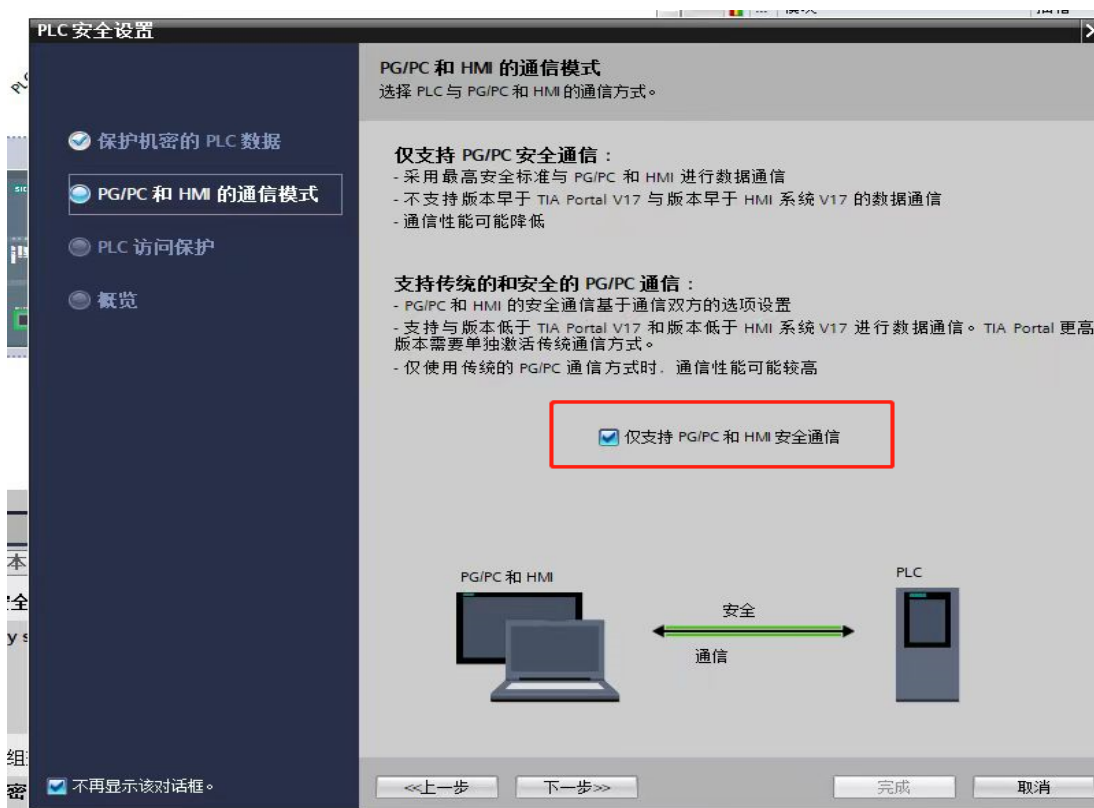 PLC 安全设置
PG/PC 和 HMI 的通信模式
选择 PLC 与 PG/PC 和 HMI 的通信方式。
保护机密的 PLC 数据
PG/PC 和 HMI 的通信模式
PLC 访问保护
概览
仅支持 PG/PC 安全通信：
- 采用最高安全标准与 PG/PC 和 HMI 进行数据通信
- 不支持版本早于 TIA Portal V17 与版本早于 HMI 系统 V17 的数据通信
- 通信性能可能降低
支持传统的和安全的 PG/PC 通信：
- PG/PC 和 HMI 的安全通信基于通信双方的选项设置
- 支持与版本低于 TIA Portal V17 和版本低于 HMI 系统 V17 进行数据通信。TIA Portal 更高
版本需要单独激活传统通信方式。
- 仅使用传统的 PG/PC 通信方式时，通信性能可能较高
仅支持 PG/PC 和 HMI 安全通信
PG/PC 和 HMI
PLC
安全
通信
不再显示该对话框。
<<上一步
下一步>>
完成
取消